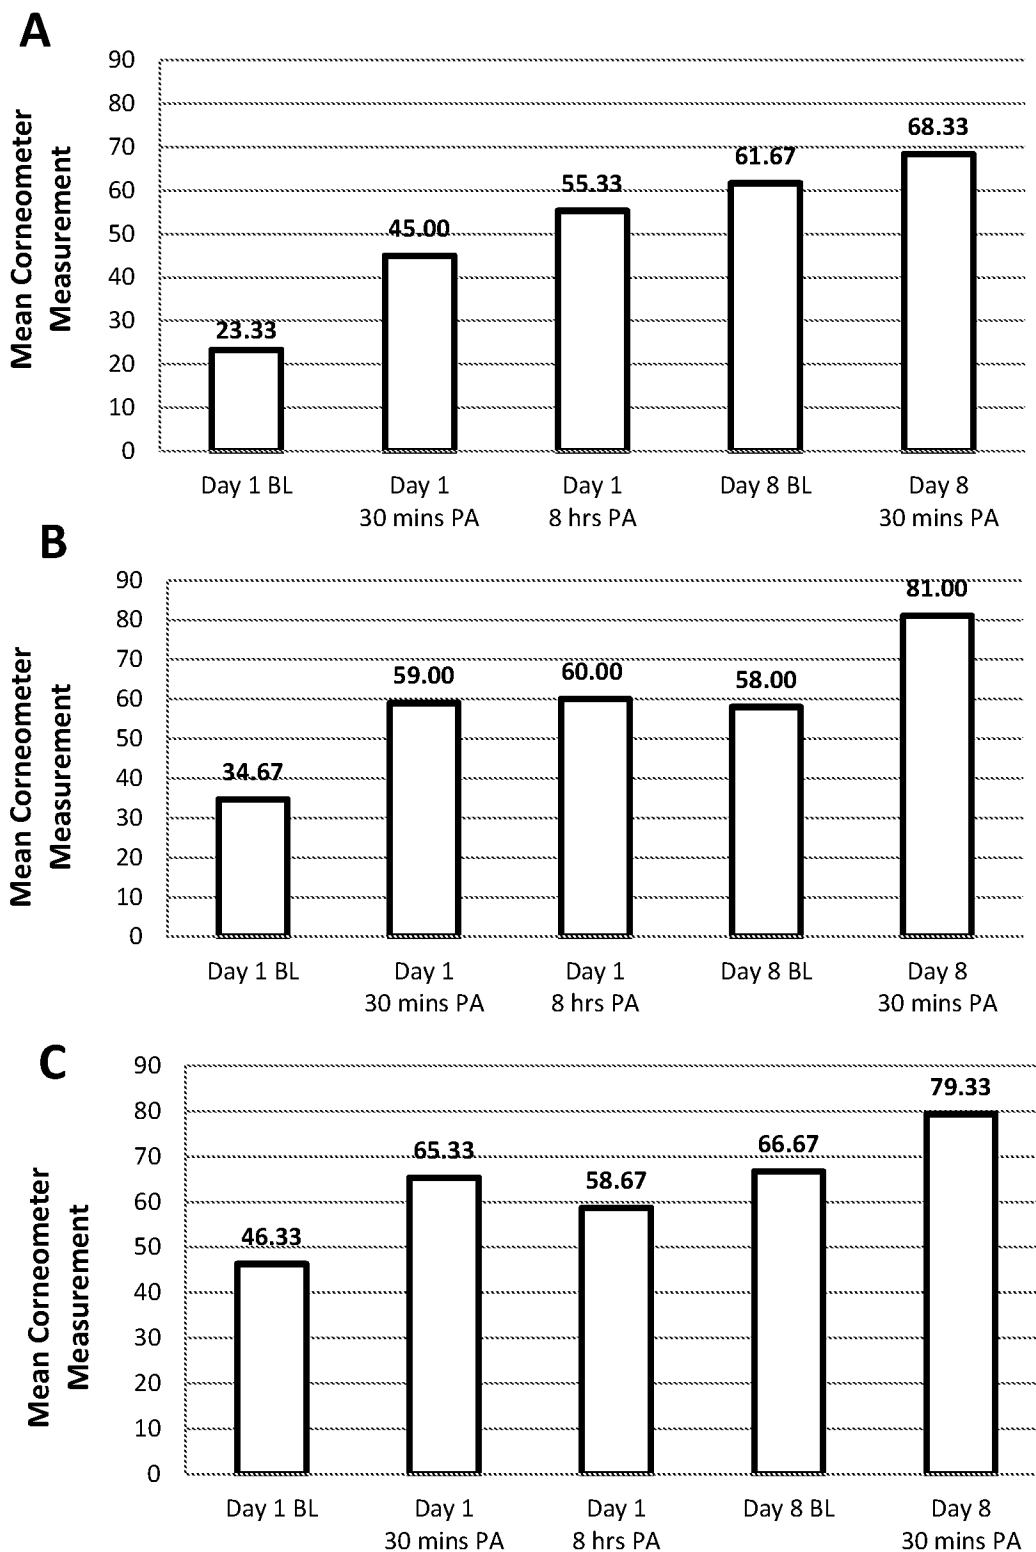 A
Mean Corneometer
Measurement
90
80
70
60
50
40
30
20
10
0
23.33
45.00
55.33
61.67
68.33
Day 1 BL
Day 1
30 mins PA
Day 1
8 hrs PA
Day 8 BL
Day 8
30 mins PA
B
Mean Corneometer
Measurement
90
80
70
60
50
40
30
20
10
0
34.67
59.00
60.00
58.00
81.00
Day 1 BL
Day 1
30 mins PA
Day 1
8 hrs PA
Day 8 BL
Day 8
30 mins PA
C
Mean Corneometer
Measurement
90
80
70
60
50
40
30
20
10
0
46.33
65.33
58.67
66.67
79.33
Day 1 BL
Day 1
30 mins PA
Day 1
8 hrs PA
Day 8 BL
Day 8
30 mins PA